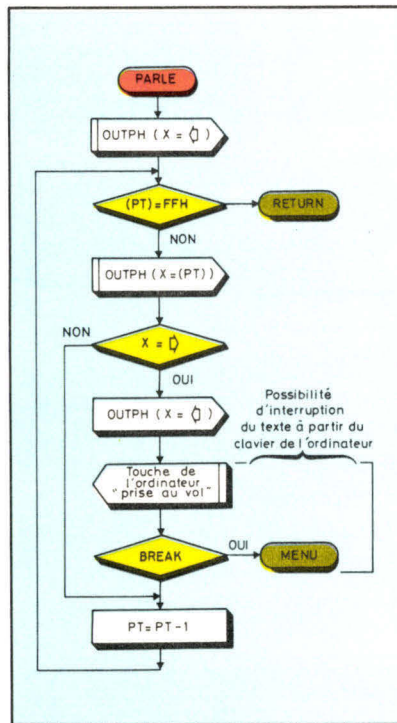 PARLE
OUTPH ( X = ⇦ )
(PT)=FFH
RETURN
NON
OUTPH (X=(PT))
NON
X = ⇨
OUI
OUTPH ( X = ⇦ )
Possibilité
d'interruption
du texte à partir du
clavier de l'ordinateur
Touche de
l'ordinateur
"prise au vol"
BREAK
OUI
MENU
PT= PT -1